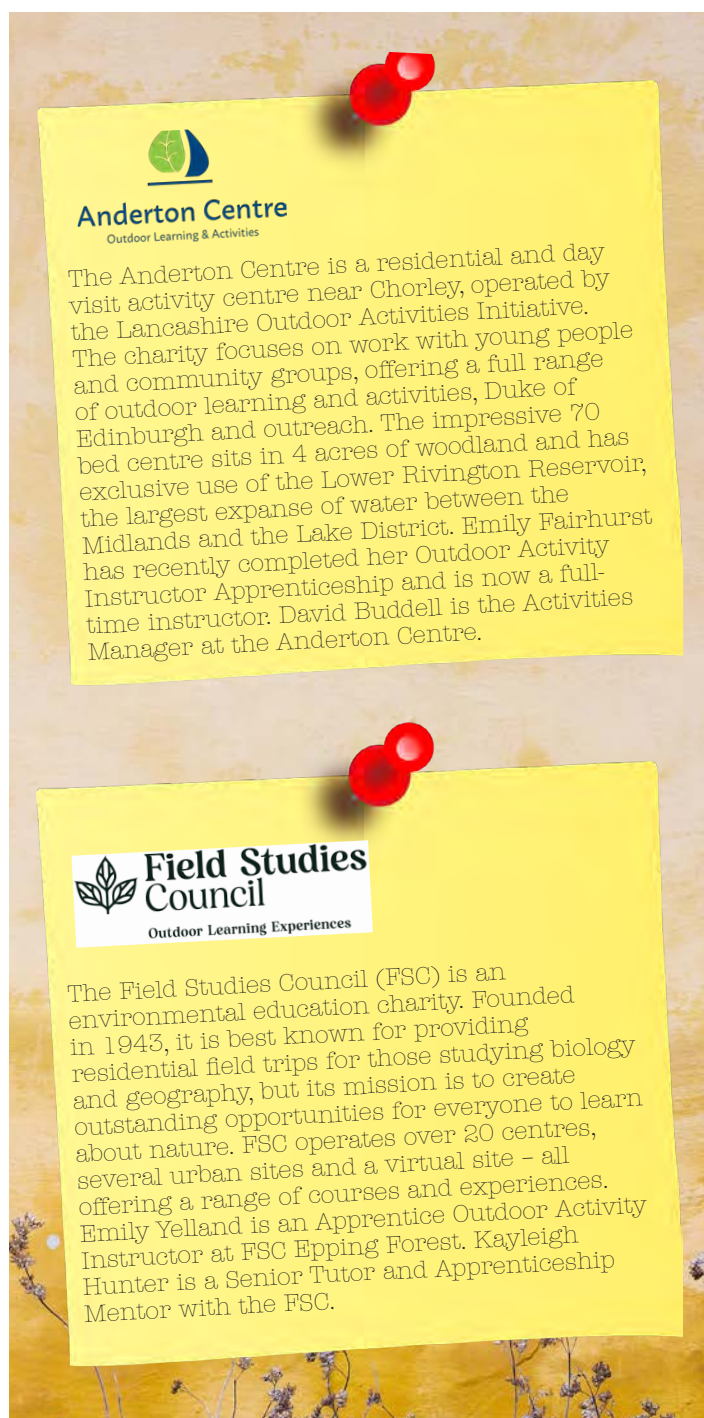 Anderton Centre
Outdoor Learning & Activities
The Anderton Centre is a residential and day
visit activity centre near Chorley, operated by
the Lancashire Outdoor Activities Initiative.
The charity focuses on work with young people
and community groups, offering a full range
of outdoor learning and activities, Duke of
Edinburgh and outreach. The impressive 70
bed centre sits in 4 acres of woodland and has
exclusive use of the Lower Rivington Reservoir,
the largest expanse of water between the
Midlands and the Lake District. Emily Fairhurst
has recently completed her Outdoor Activity
Instructor Apprenticeship and is now a full-
time instructor. David Buddell is the Activities
Manager at the Anderton Centre.
Field Studies
Council
Outdoor Learning Experiences
The Field Studies Council (FSC) is an
environmental education charity. Founded
in 1943, it is best known for providing
residential field trips for those studying biology
and geography, but its mission is to create
outstanding opportunities for everyone to learn
about nature. FSC operates over 20 centres,
several urban sites and a virtual site – all
offering a range of courses and experiences.
Emily Yelland is an Apprentice Outdoor Activity
Instructor at FSC Epping Forest. Kayleigh
Hunter is a Senior Tutor and Apprenticeship
Mentor with the FSC.